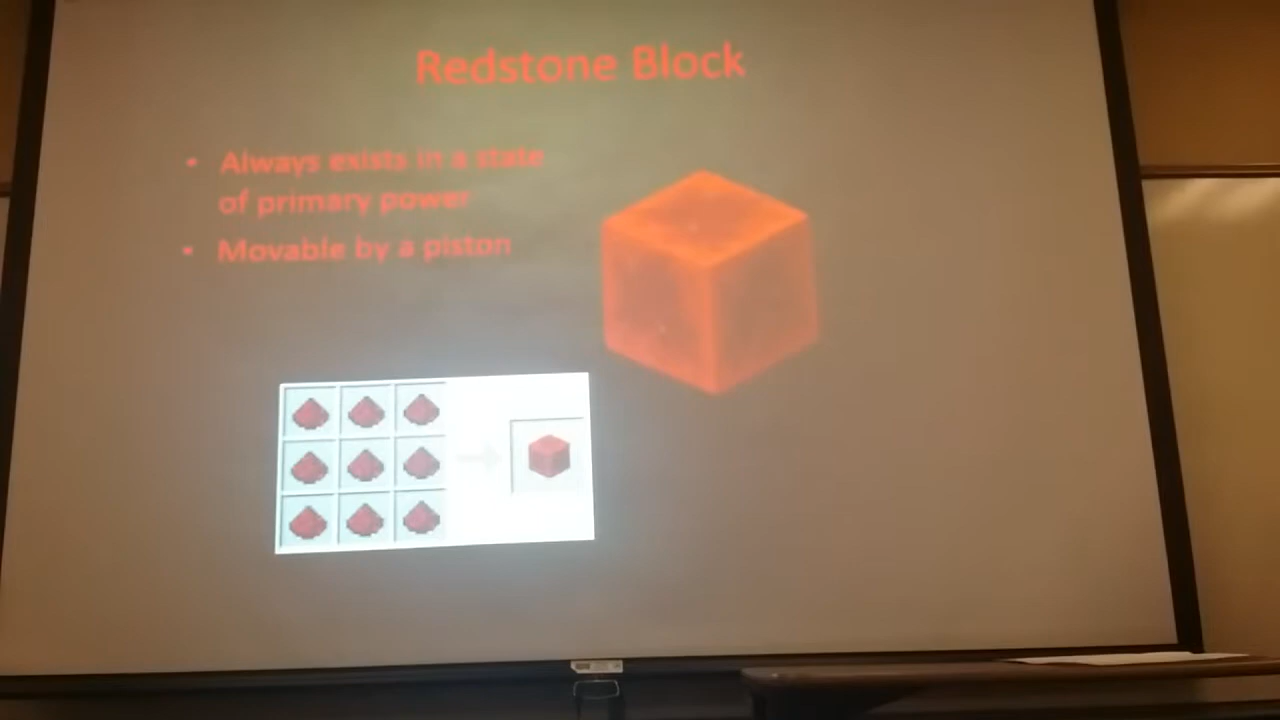 Redstone Block
• Always exists in a state
of primary power
• Movable by a piston